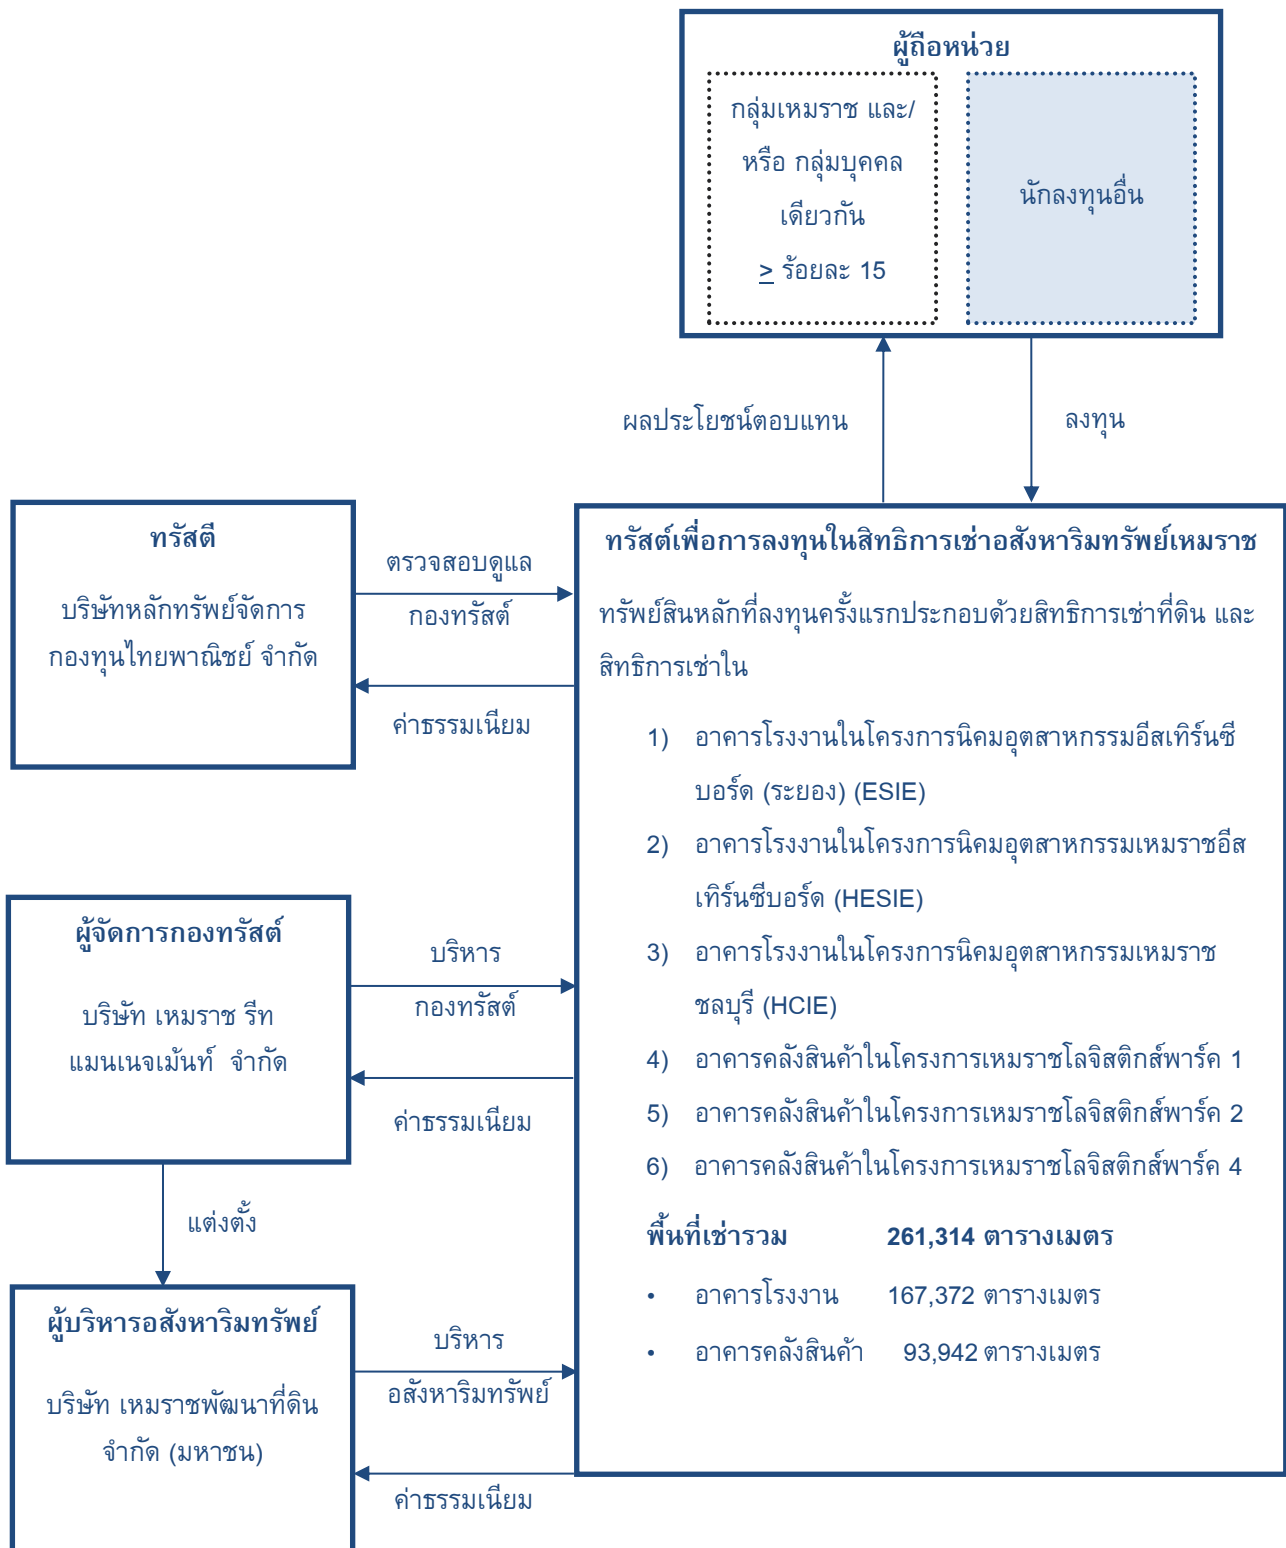 ผู้ถือหน่วย
กลุ่มเหมราช และ/
หรือ กลุ่มบุคคล
เดียวกัน
≥ ร้อยละ 15
นักลงทุนอื่น
ผลประโยชน์ตอบแทน
ลงทุน
ทรัสตี
บริษัทหลักทรัพย์จัดการ
กองทุนไทยพาณิชย์ จำกัด
ตรวจสอบดูแล
กองทรัสต์
ค่าธรรมเนียม
ทรัสต์เพื่อการลงทุนในสิทธิการเช่าอสังหาริมทรัพย์เหมราช
ทรัพย์สินหลักที่ลงทุนครั้งแรกประกอบด้วยสิทธิการเช่าที่ดิน และ
สิทธิการเช่าใน
1) อาคารโรงงานในโครงการนิคมอุตสาหกรรมอีสเทิร์นซี
บอร์ด (ระยอง) (ESIE)
2) อาคารโรงงานในโครงการนิคมอุตสาหกรรมเหมราชอีส
เทิร์นซีบอร์ด (HESIE)
3) อาคารโรงงานในโครงการนิคมอุตสาหกรรมเหมราช
ชลบุรี (HCIE)
4) อาคารคลังสินค้าในโครงการเหมราชโลจิสติกส์พาร์ค 1
5) อาคารคลังสินค้าในโครงการเหมราชโลจิสติกส์พาร์ค 2
6) อาคารคลังสินค้าในโครงการเหมราชโลจิสติกส์พาร์ค 4
พื้นที่เช่ารวม 261,314 ตารางเมตร
• อาคารโรงงาน 167,372 ตารางเมตร
• อาคารคลังสินค้า 93,942 ตารางเมตร
ผู้จัดการกองทรัสต์
บริษัท เหมราช รีท
แมนเนจเม้นท์ จำกัด
บริหาร
กองทรัสต์
ค่าธรรมเนียม
แต่งตั้ง
ผู้บริหารอสังหาริมทรัพย์
บริษัท เหมราชพัฒนาที่ดิน
จำกัด (มหาชน)
บริหาร
อสังหาริมทรัพย์
ค่าธรรมเนียม